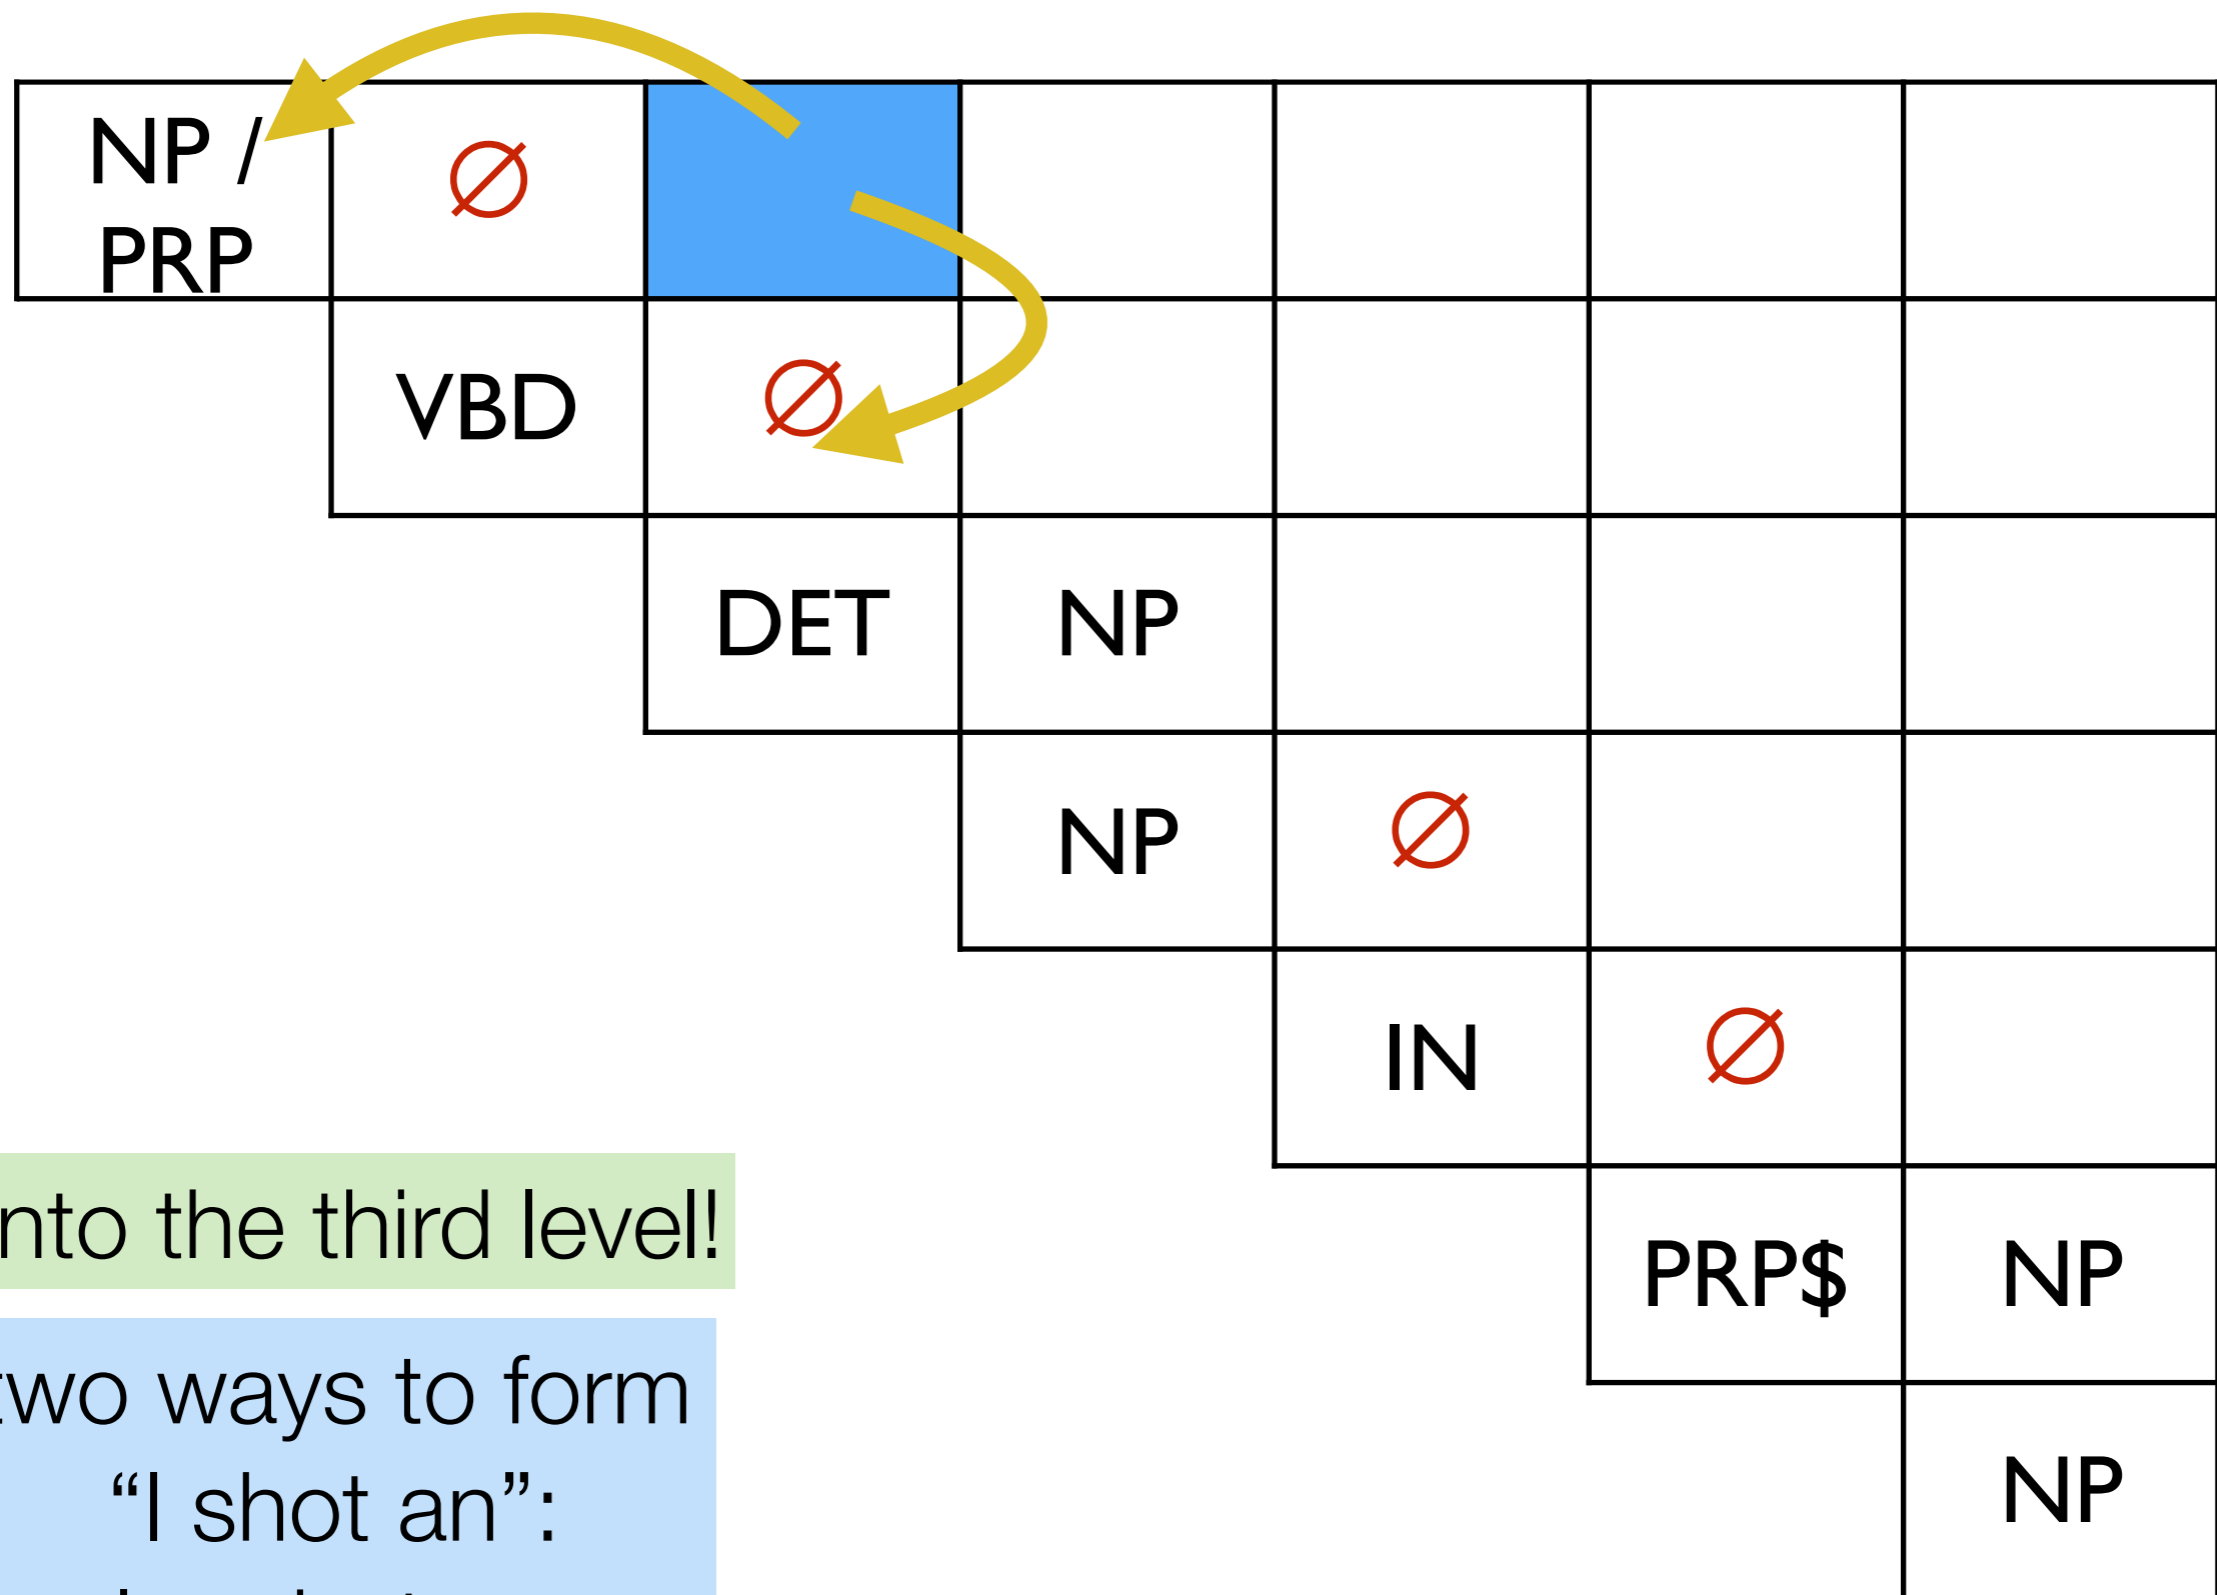 NP / ∅
PRP
VBD ∅
DET NP
NP ∅
IN ∅
nto the third level!
PRP$ NP
two ways to form
“I shot an”:
NP